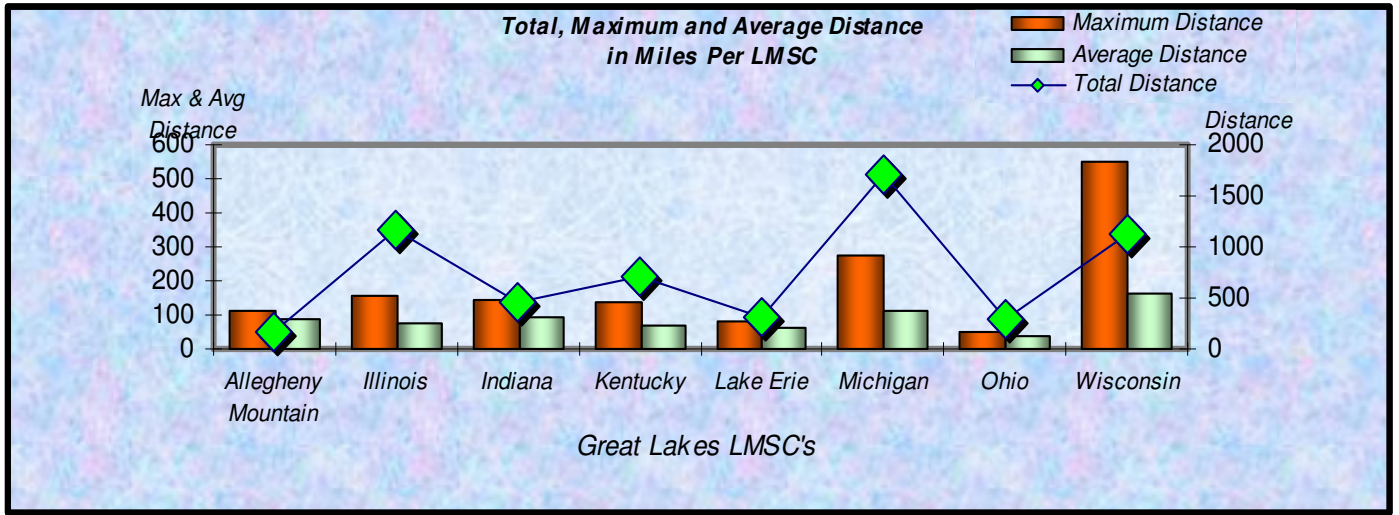 Total, Maximum and Average Distance
in Miles Per LMSC
Maximum Distance
Average Distance
Total Distance
Max & Avg
Distance
Distance
600
500
400
300
200
100
0
2000
1500
1000
500
0
Allegheny
Mountain
Illinois
Indiana
Kentucky
Lake Erie
Michigan
Ohio
Wisconsin
Great Lakes LMSC's